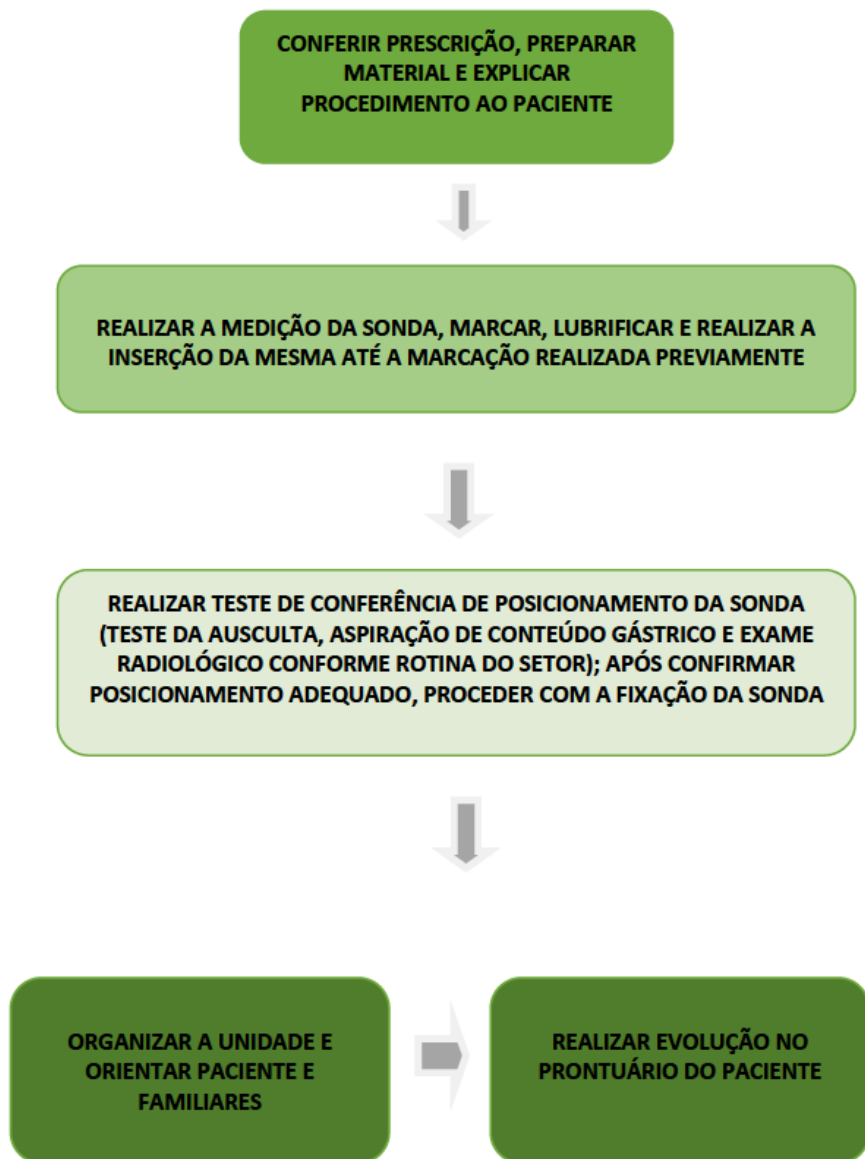 CONFERIR PRESCRIÇÃO, PREPARAR
MATERIAL E EXPLICAR
PROCEDIMENTO AO PACIENTE
REALIZAR A MEDIÇÃO DA SONDA, MARCAR, LUBRIFICAR E REALIZAR A
INSERÇÃO DA MESMA ATÉ A MARCAÇÃO REALIZADA PREVIAMENTE
REALIZAR TESTE DE CONFERÊNCIA DE POSICIONAMENTO DA SONDA
(TESTE DA AUSCULTA, ASPIRAÇÃO DE CONTEÚDO GÁSTRICO E EXAME
RADIOLÓGICO CONFORME ROTINA DO SETOR); APÓS CONFIRMAR
POSICIONAMENTO ADEQUADO, PROCEDER COM A FIXAÇÃO DA SONDA
ORGANIZAR A UNIDADE E
ORIENTAR PACIENTE E
FAMILIARES
REALIZAR EVOLUÇÃO NO
PRONTUÁRIO DO PACIENTE